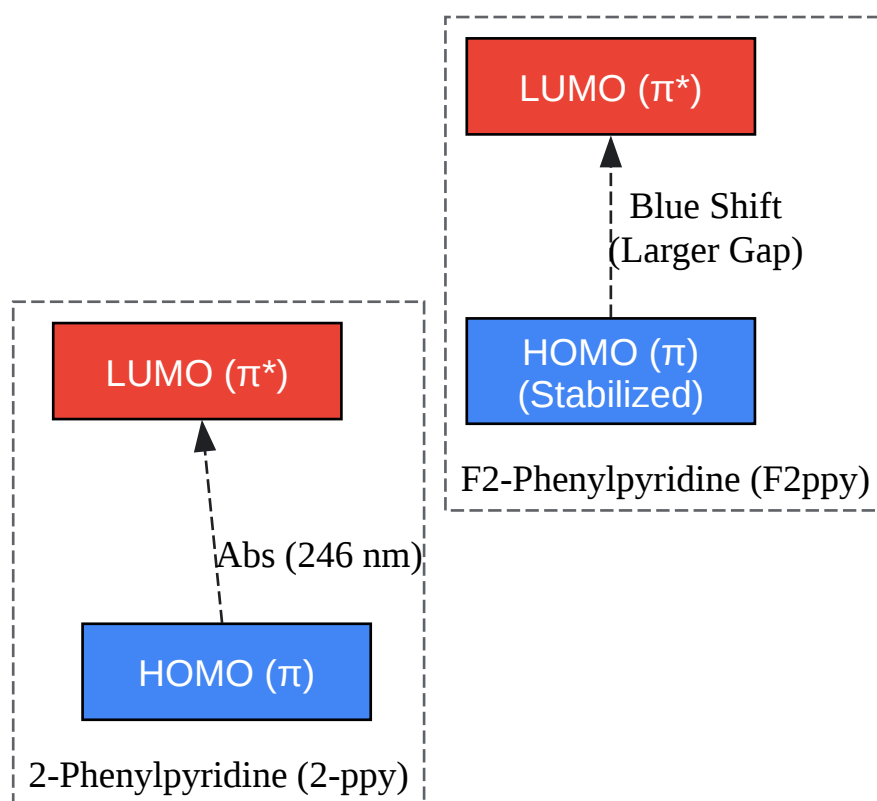 LUMO (π*)
Blue Shift
(Larger Gap)
HOMO (π)
(Stabilized)
F2-Phenylpyridine (F2ppy)
LUMO (π*)
Abs (246 nm)
HOMO (π)
2-Phenylpyridine (2-ppy)